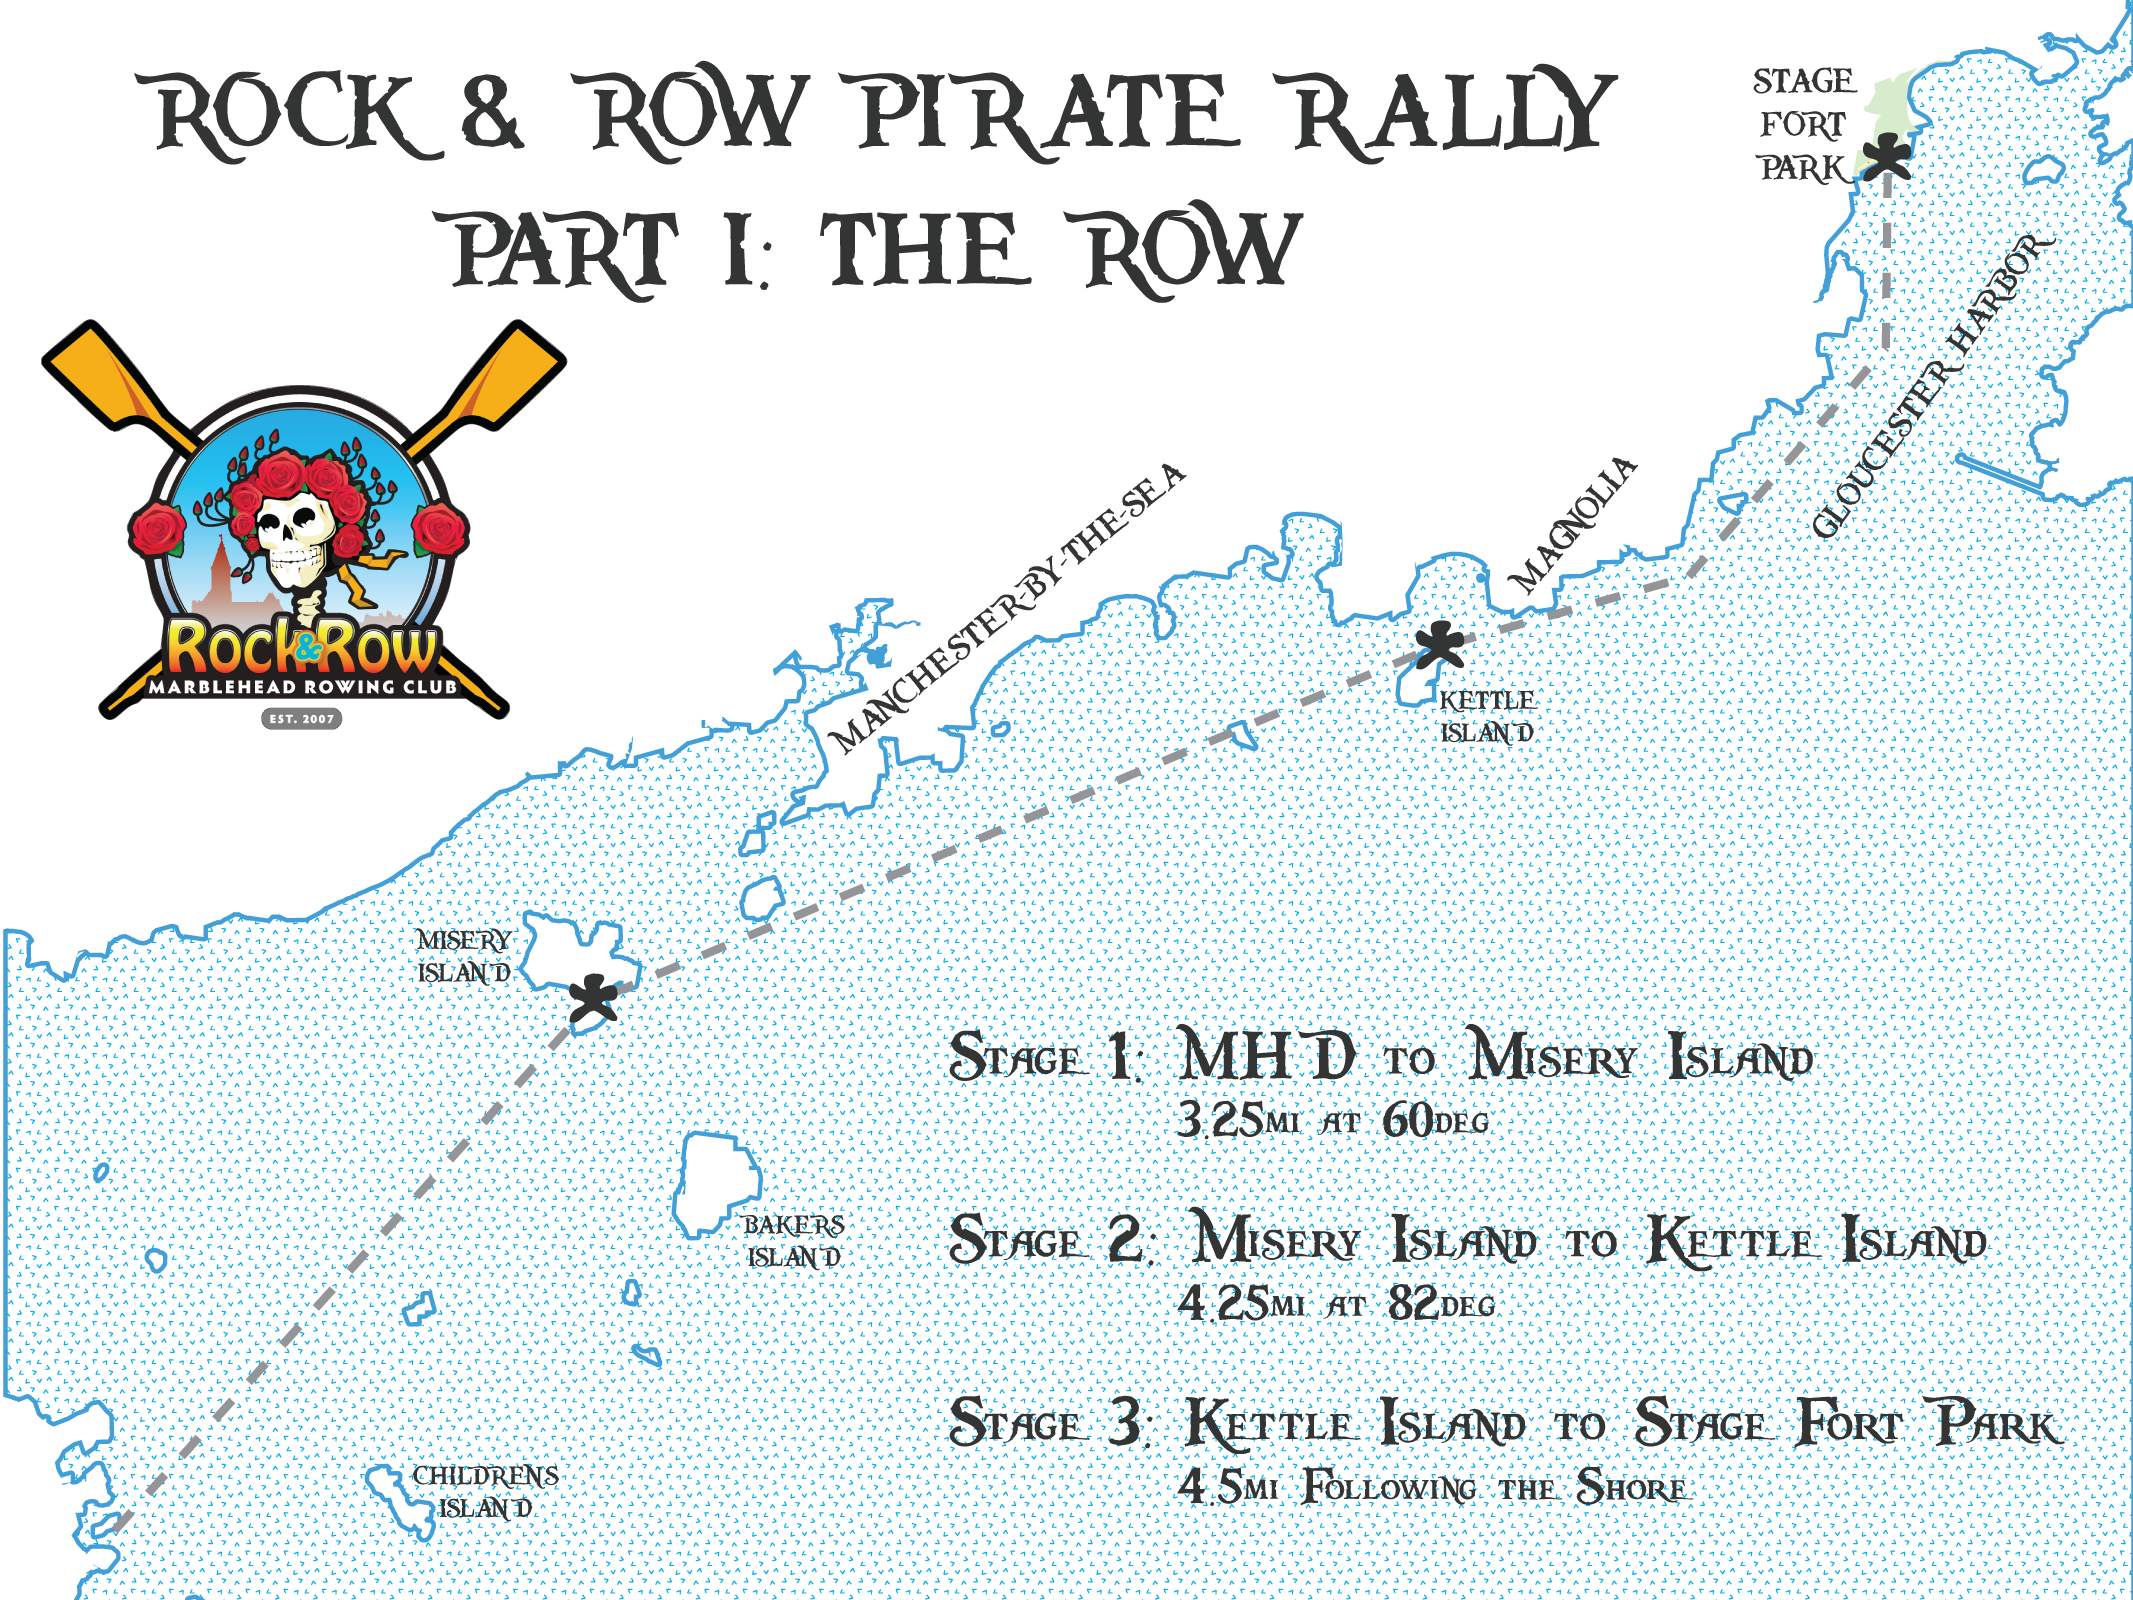 ROCK & ROW PIRATE RALLY
PART I: THE ROW
STAGE
FORT
PARK
GLOUCESTER HARBOR
MAGNOLIA
MANCHESTER-BY-THE-SEA
Rock & Row
MARBLEHEAD ROWING CLUB
EST. 2007
KETTLE
ISLAND
MISERY
ISLAND
BAKERS
ISLAND
CHILDRENS
ISLAND
Stage 1: MHD to Misery Island
3.25mi at 60deg
Stage 2: Misery Island to Kettle Island
4.25mi at 82deg
Stage 3: Kettle Island to Stage Fort Park
4.5mi Following the Shore